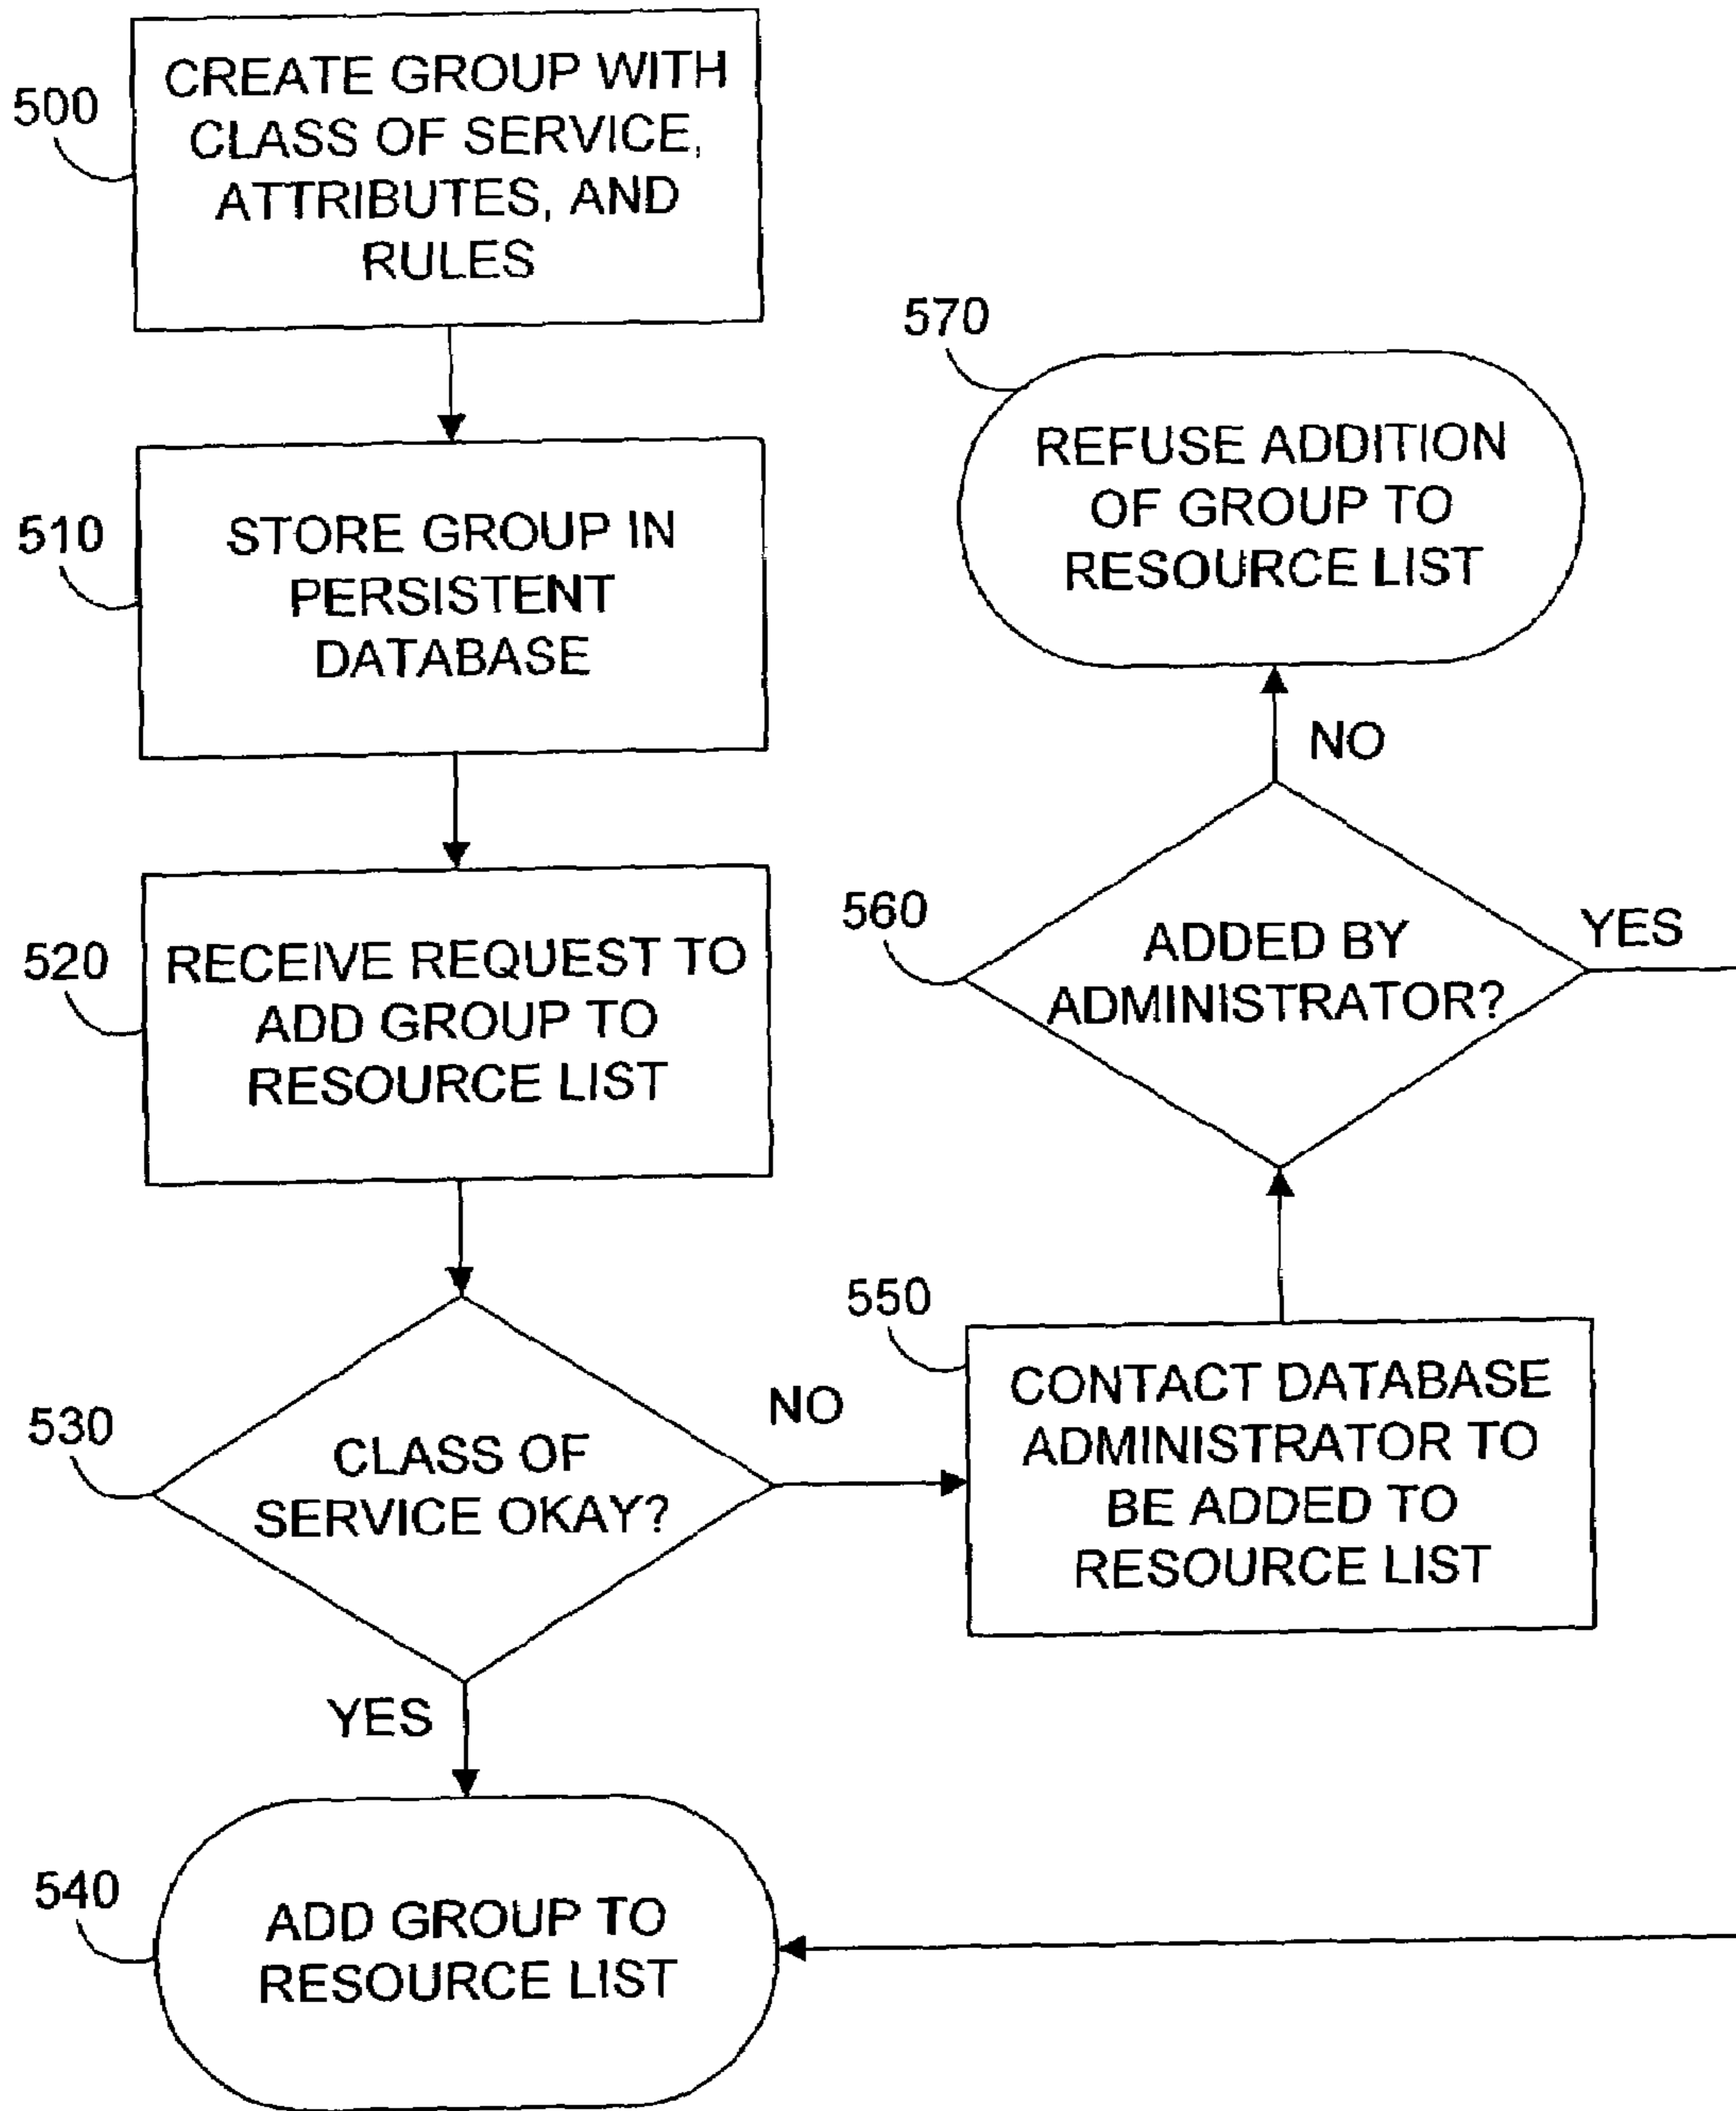 500
CREATE GROUP WITH
CLASS OF SERVICE,
ATTRIBUTES, AND
RULES
510
STORE GROUP IN
PERSISTENT
DATABASE
520
RECEIVE REQUEST TO
ADD GROUP TO
RESOURCE LIST
530
CLASS OF
SERVICE OKAY?
NO
YES
540
ADD GROUP TO
RESOURCE LIST
550
CONTACT DATABASE
ADMINISTRATOR TO
BE ADDED TO
RESOURCE LIST
560
ADDED BY
ADMINISTRATOR?
YES
NO
570
REFUSE ADDITION
OF GROUP TO
RESOURCE LIST